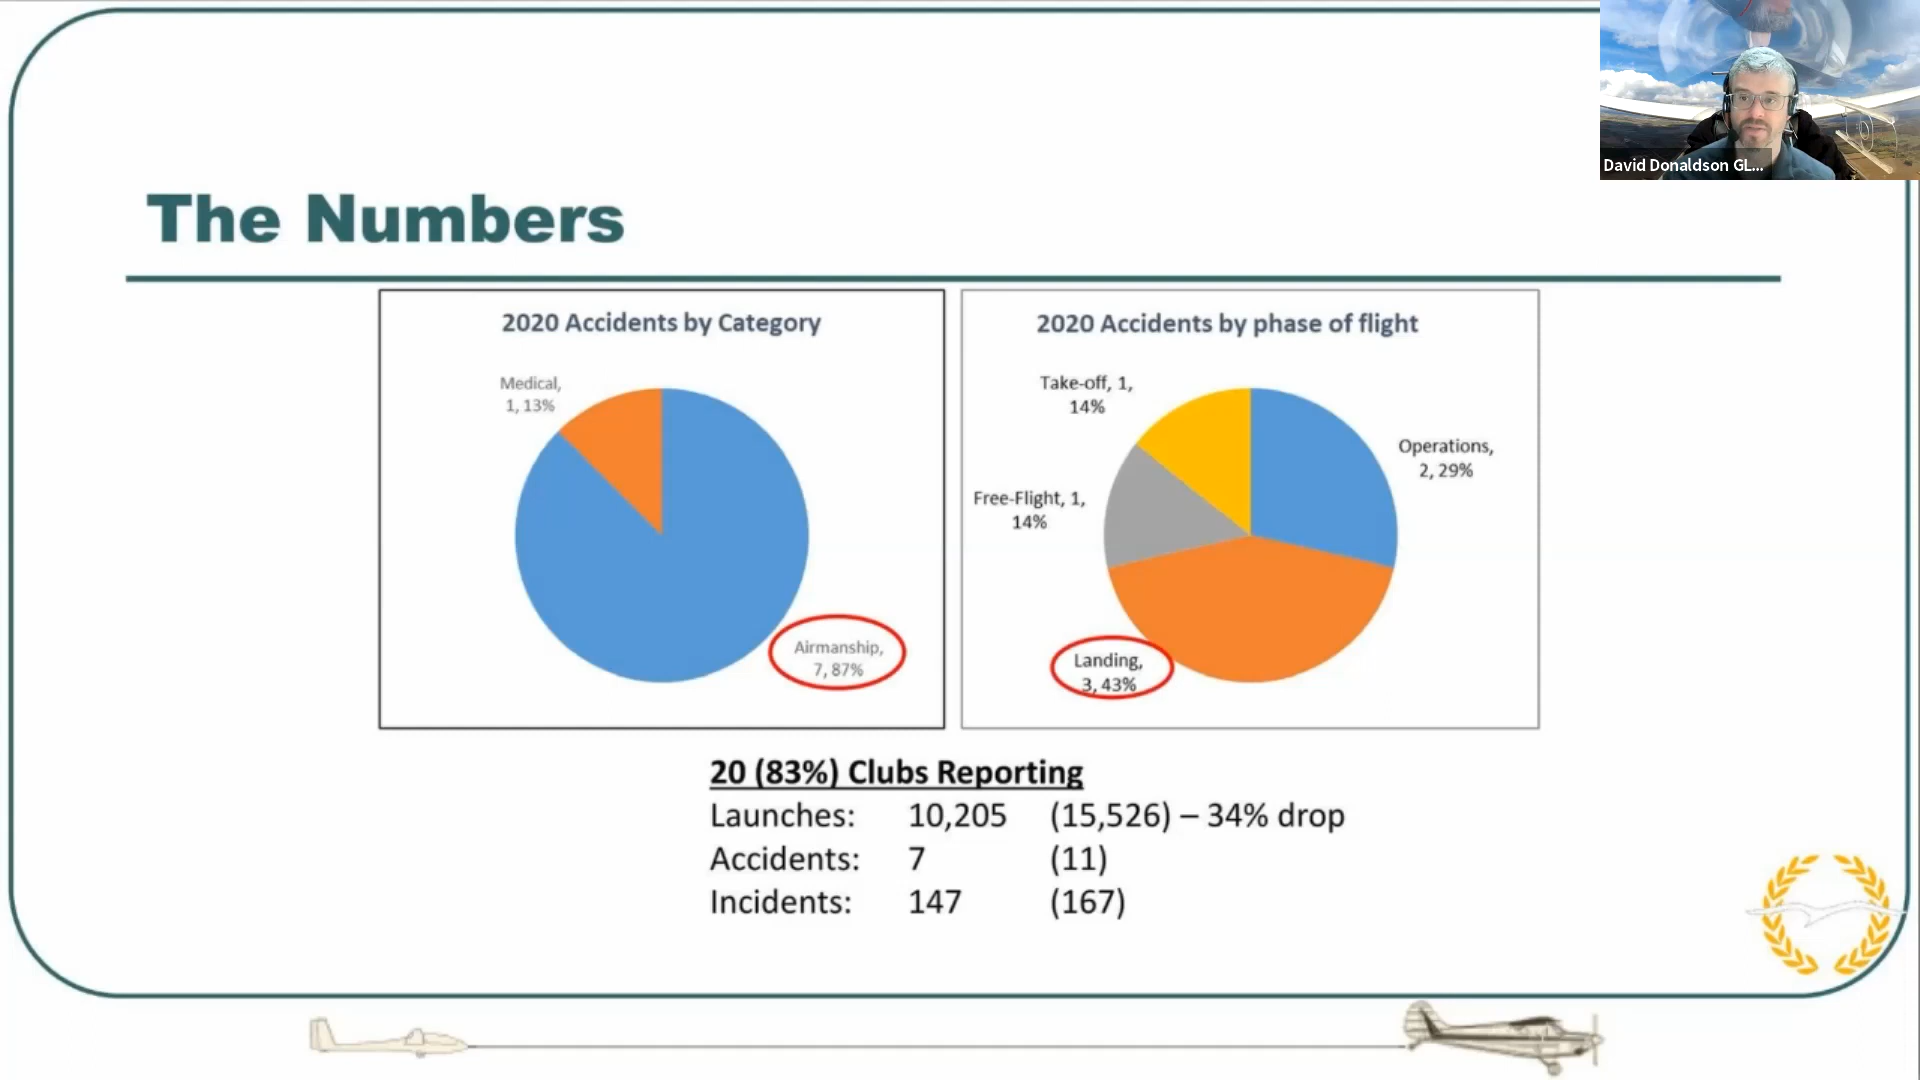 David Donaldson GL...
The Numbers
2020 Accidents by Category
Medical,
1, 13%
Airmanship,
7, 87%
2020 Accidents by phase of flight
Take-off, 1,
14%
Operations,
2, 29%
Free-Flight, 1,
14%
Landing,
3, 43%
20 (83%) Clubs Reporting
Launches: 10,205 (15,526) – 34% drop
Accidents: 7 (11)
Incidents: 147 (167)